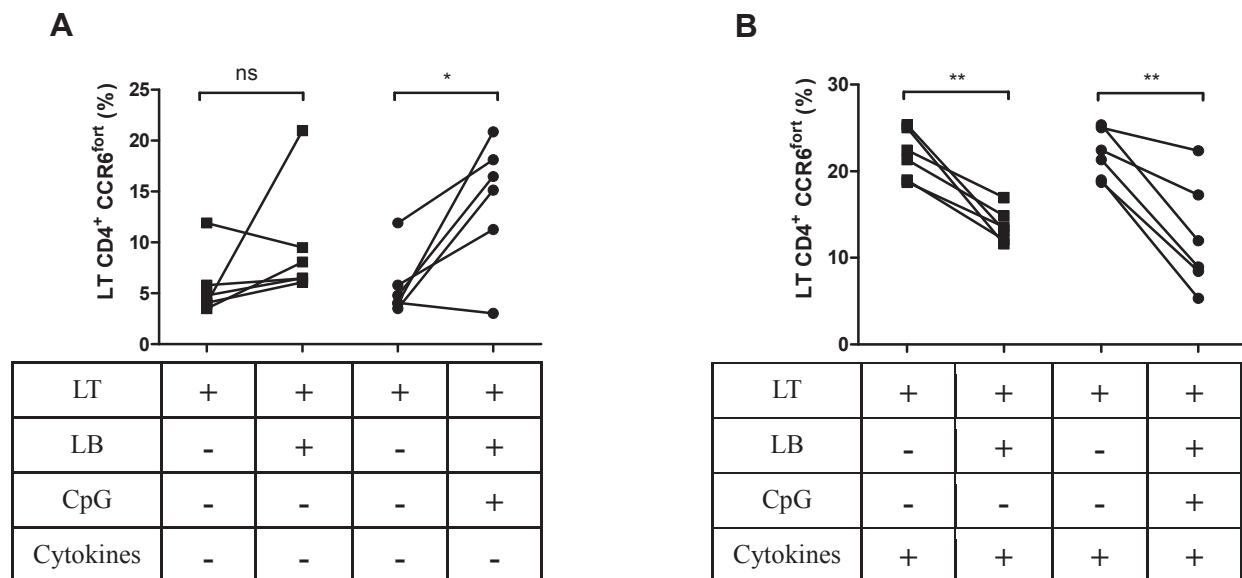 A
LT CD4+ CCR6fort (%)
25
20
15
10
5
0
ns
*
LT + + + +
LB - + - +
CpG - - - +
Cytokines - - - -
B
LT CD4+ CCR6fort (%)
30
20
10
0
**
**
LT + + + +
LB - + - +
CpG - - - +
Cytokines + + + +